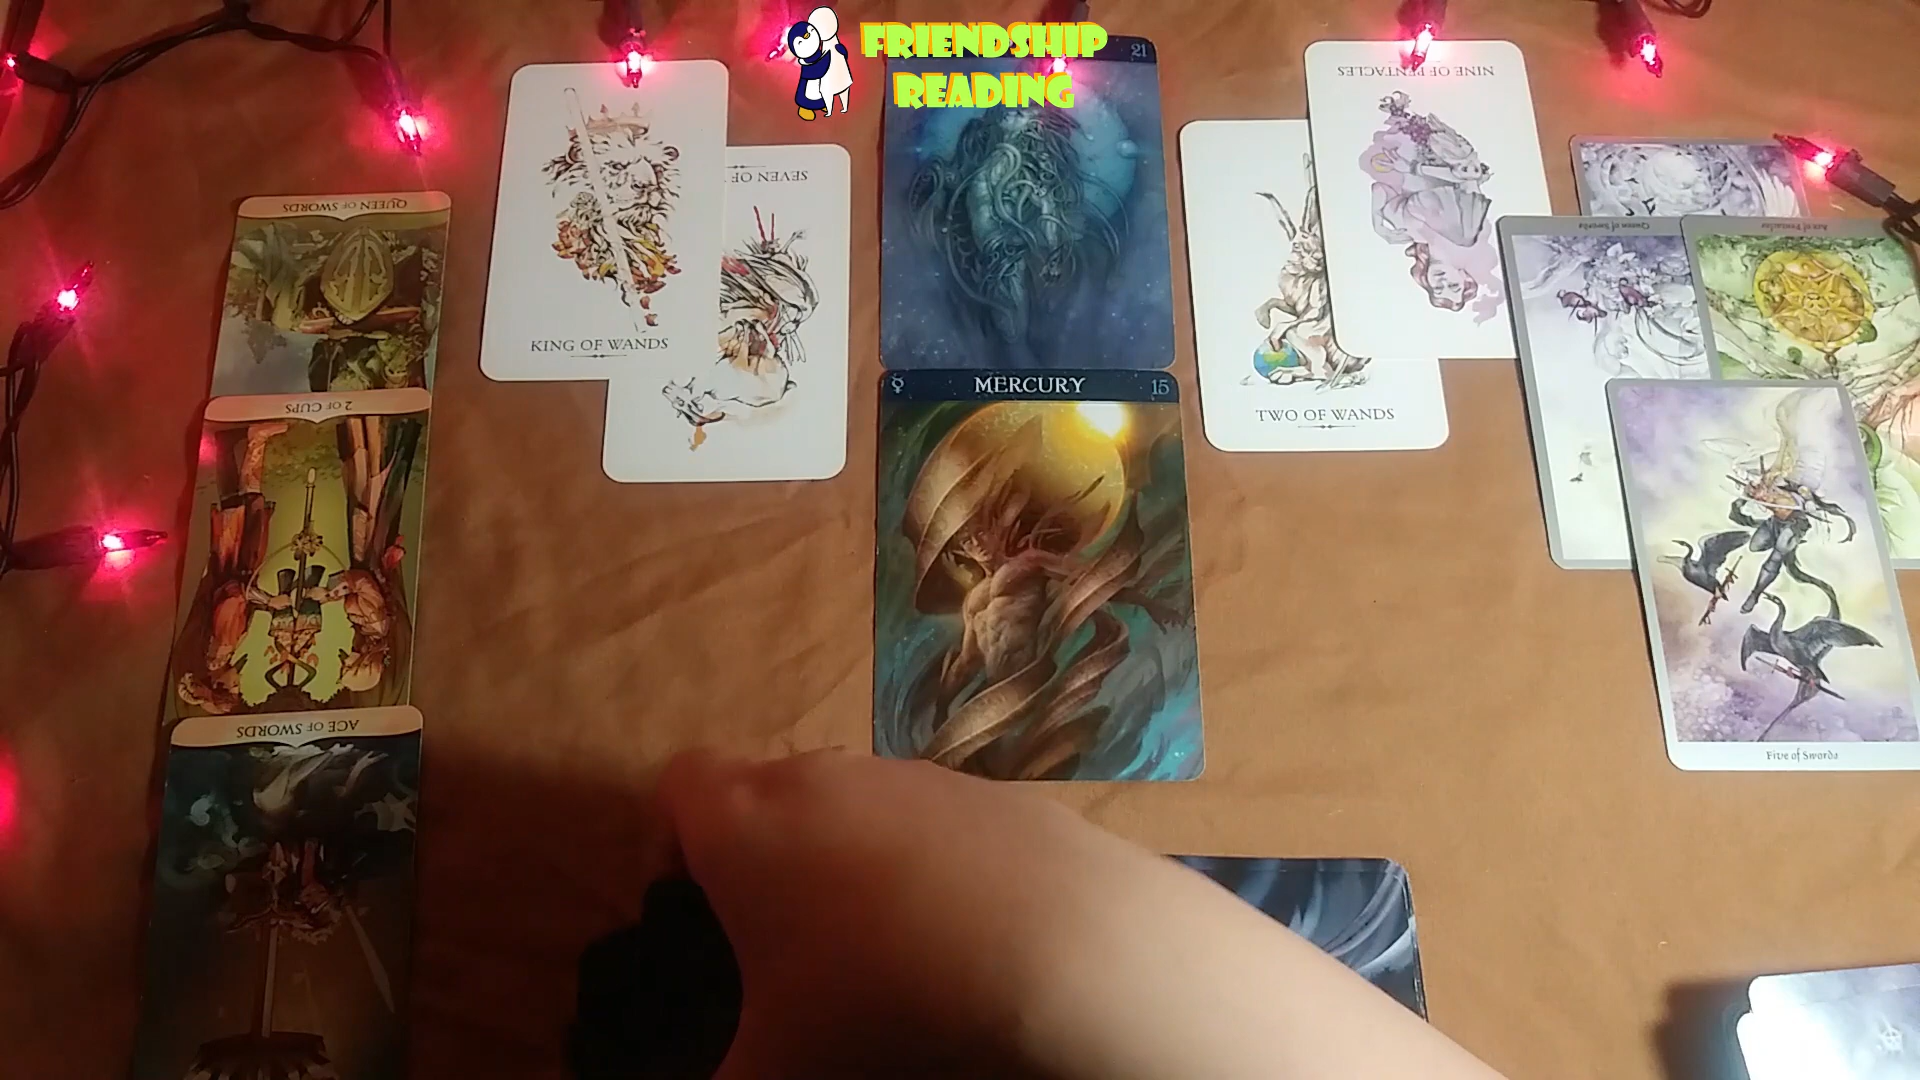 FRIENDSHIP
READING
21
NINE OF PENTACLES
SEVEN OF
QUEEN OF SWORDS
Queen of Swords
Ace of Pentacles
KING OF WANDS
MERCURY 15
2 OF CUPS
TWO OF WANDS
ACE OF SWORDS
Five of Swords